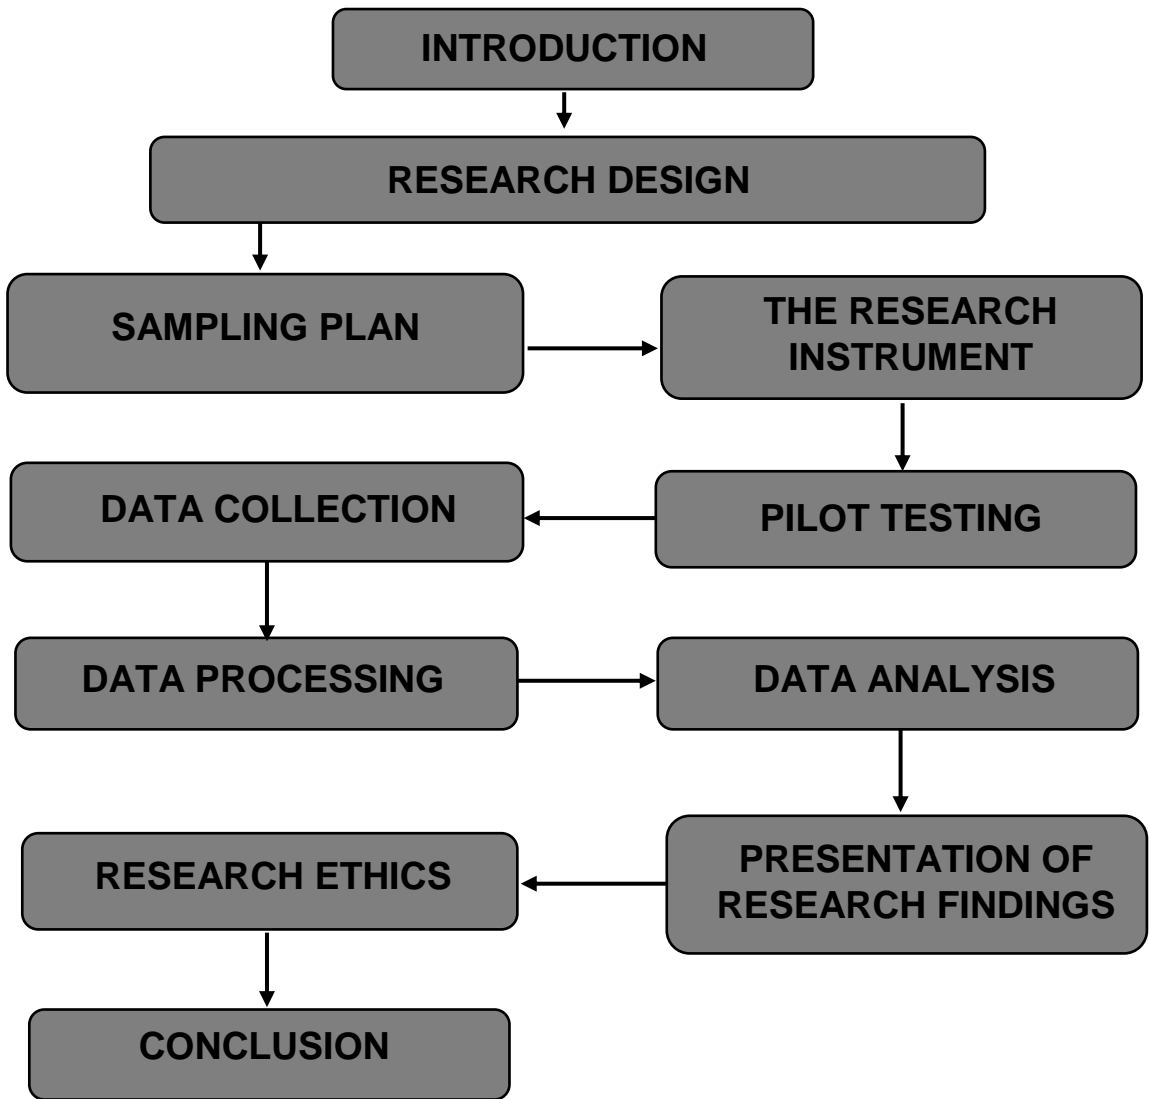 INTRODUCTION
RESEARCH DESIGN
SAMPLING PLAN
THE RESEARCH
INSTRUMENT
PILOT TESTING
DATA COLLECTION
DATA PROCESSING
DATA ANALYSIS
PRESENTATION OF
RESEARCH FINDINGS
RESEARCH ETHICS
CONCLUSION